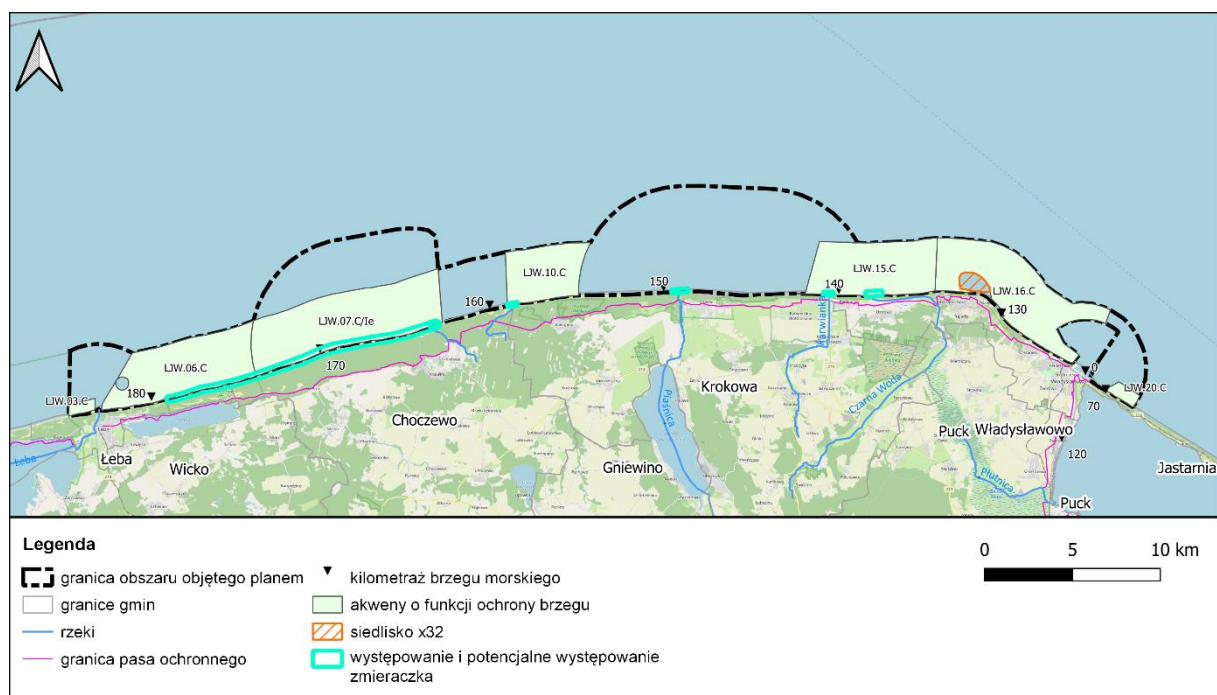 LJW.10.C
LJW.15.C
LJW.16.C
150
140
130
160
LJW.07.C/Ie
170
LJW.06.C
180
LJW.03.C
0
LJW.20.C
70
Karwianka
Krokowa
Piaśnica
Czarna Woda
Choczewo
Puck
Władysławowo
120
Łeba
Łeba
Wicko
Gniewino
Jastarnia
Płutnica
Puck
Legenda
granica obszaru objętego planem
granice gmin
rzeki
granica pasa ochronnego
kilometraż brzegu morskiego
akweny o funkcji ochrony brzegu
siedlisko x32
występowanie i potencjalne występowanie
zmieraczka
0 5 10 km